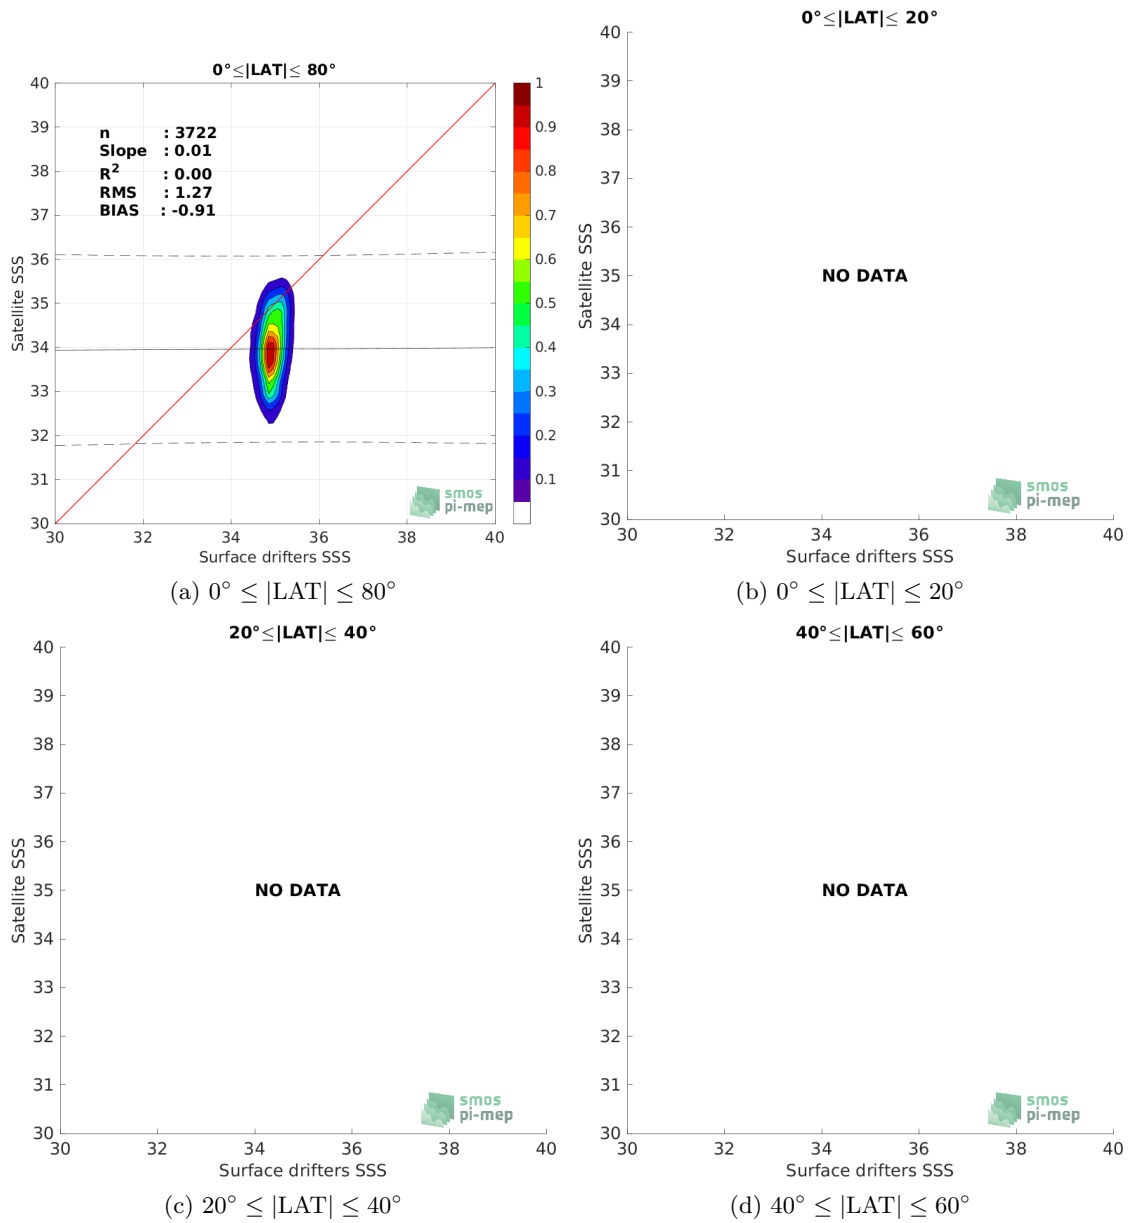 0°≤|LAT|≤ 80°
40
39
38
37
36
35
34
33
32
31
30
30 32 34 36 38 40
Satellite SSS
Surface drifters SSS
n : 3722
Slope : 0.01
R² : 0.00
RMS : 1.27
BIAS : -0.91
1
0.9
0.8
0.7
0.6
0.5
0.4
0.3
0.2
0.1
smos
pi-mep
(a) 0° ≤ |LAT| ≤ 80°
0°≤|LAT|≤ 20°
40
39
38
37
36
35
34
33
32
31
30
30 32 34 36 38 40
Satellite SSS
Surface drifters SSS
NO DATA
smos
pi-mep
(b) 0° ≤ |LAT| ≤ 20°
20°≤|LAT|≤ 40°
40
39
38
37
36
35
34
33
32
31
30
30 32 34 36 38 40
Satellite SSS
Surface drifters SSS
NO DATA
smos
pi-mep
(c) 20° ≤ |LAT| ≤ 40°
40°≤|LAT|≤ 60°
40
39
38
37
36
35
34
33
32
31
30
30 32 34 36 38 40
Satellite SSS
Surface drifters SSS
NO DATA
smos
pi-mep
(d) 40° ≤ |LAT| ≤ 60°